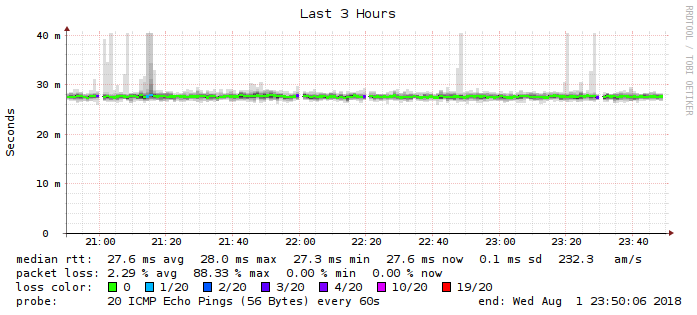 Last 3 Hours
RRDTOOL / TOBI OETIKER
Seconds
40 m
30 m
20 m
10 m
0
21:00 21:20 21:40 22:00 22:20 22:40 23:00 23:20 23:40
median rtt: 27.6 ms avg 28.0 ms max 27.3 ms min 27.6 ms now 0.1 ms sd 232.3 am/s
packet loss: 2.29 % avg 88.33 % max 0.00 % min 0.00 % now
loss color: 0 1/20 2/20 3/20 4/20 10/20 19/20
probe: 20 ICMP Echo Pings (56 Bytes) every 60s end: Wed Aug 1 23:50:06 2018